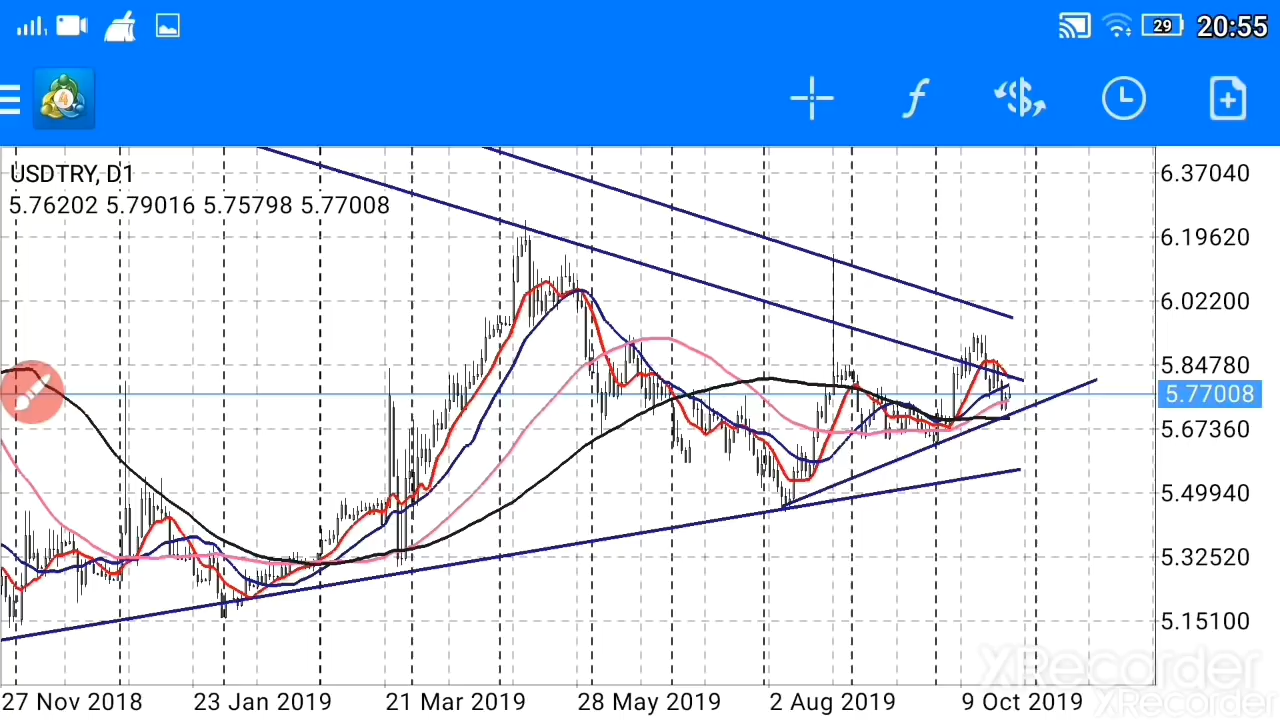 29 20:55
4
f $
USDTRY, D1
5.76202 5.79016 5.75798 5.77008
6.37040
6.19620
6.02200
5.84780
5.77008
5.67360
5.49940
5.32520
5.15100
27 Nov 2018 23 Jan 2019 21 Mar 2019 28 May 2019 2 Aug 2019 9 Oct 2019
XRecorder
XRecorder